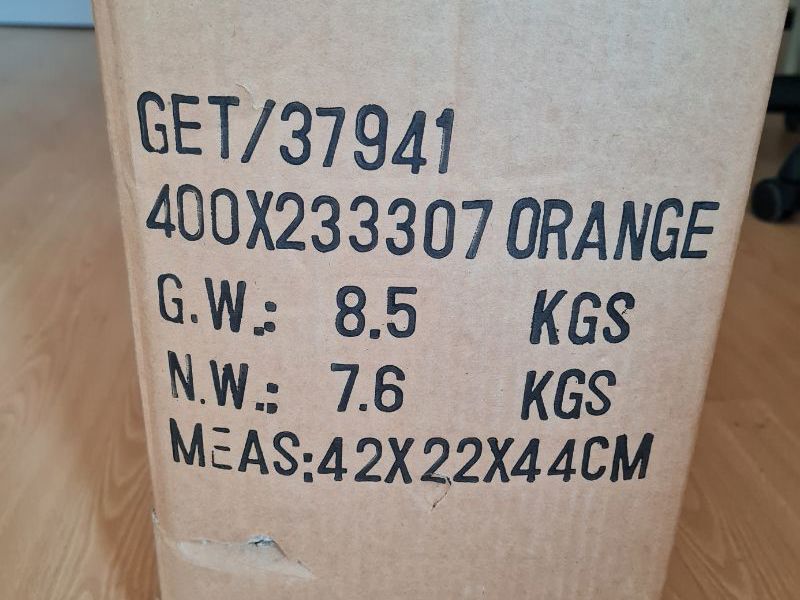 GET/37941
400X233307 ORANGE
G.W.: 8.5 KGS
N.W.: 7.6 KGS
MEAS:42X22X44CM